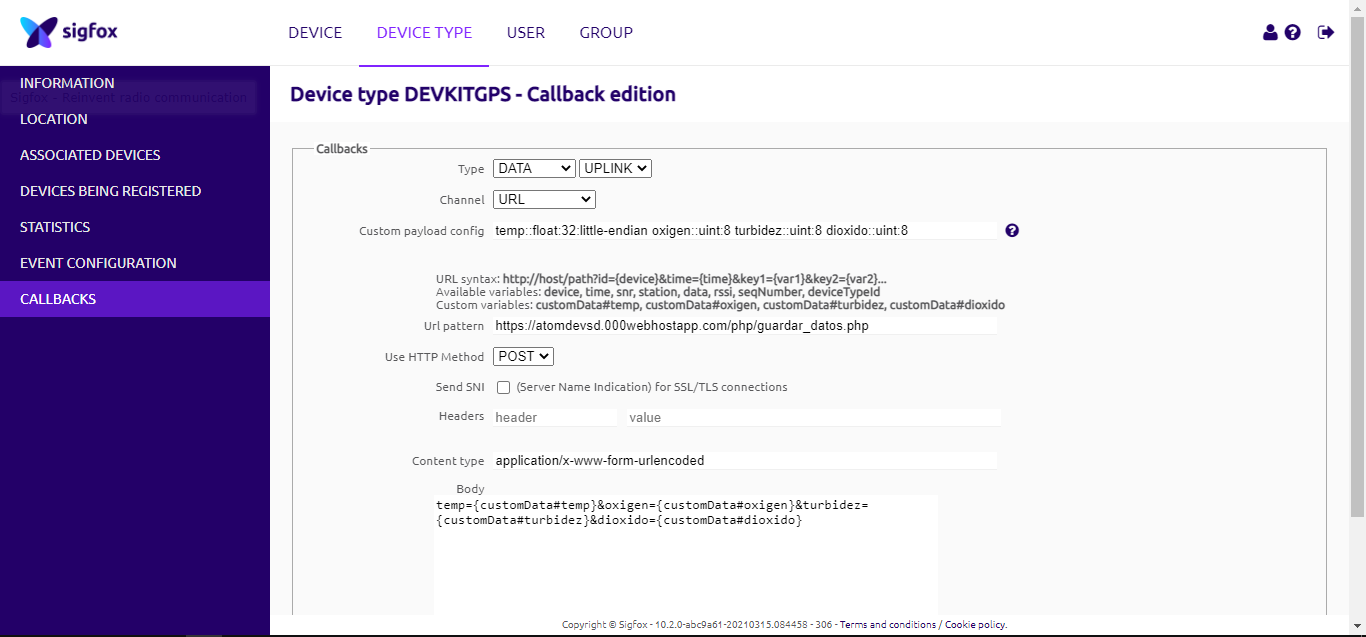 sigfox
DEVICE DEVICE TYPE USER GROUP
INFORMATION
Sigfox - Reinvent radio communication
LOCATION
ASSOCIATED DEVICES
DEVICES BEING REGISTERED
STATISTICS
EVENT CONFIGURATION
CALLBACKS
Device type DEVKITGPS - Callback edition
Callbacks
Type DATA UPLINK
Channel URL
Custom payload config temp::float:32:little-endian oxigen::uint:8 turbidez::uint:8 dioxido::uint:8 ?
URL syntax: http://host/path?id={device}&time={time}&key1={var1}&key2={var2}...
Available variables: device, time, snr, station, data, rssi, seqNumber, deviceTypeId
Custom variables: customData#temp, customData#oxigen, customData#turbidez, customData#dioxido
Url pattern https://atomdevsd.000webhostapp.com/php/guardar_datos.php
Use HTTP Method POST
Send SNI (Server Name Indication) for SSL/TLS connections
Headers header value
Content type application/x-www-form-urlencoded
Body
temp={customData#temp}&oxigen={customData#oxigen}&turbidez=
{customData#turbidez}&dioxido={customData#dioxido}
Copyright © Sigfox - 10.2.0-abc9a61-20210315.084458 - 306 - Terms and conditions / Cookie policy.